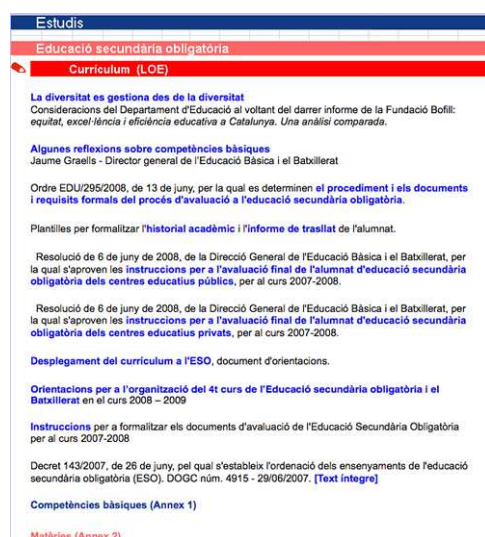 Estudis
Educació secundària obligatòria
Currículum (LOE)
La diversitat es gestiona des de la diversitat
Consideracions del Departament d'Educació al voltant del darrer informe de la Fundació Bofill:
equitat, excel·lència i eficiència educativa a Catalunya. Una anàlisi comparada.
Algunes reflexions sobre competències bàsiques
Jaume Graells - Director general de l'Educació Bàsica i el Batxillerat
Ordre EDU/295/2008, de 13 de juny, per la qual es determinen el procediment i els documents
i requisits formals del procés d'avaluació a l'educació secundària obligatòria.
Plantilles per formalitzar l'historial acadèmic i l'informe de trasllat de l'alumnat.
Resolució de 6 de juny de 2008, de la Direcció General de l'Educació Bàsica i el Batxillerat, per
la qual s'aproven les instruccions per a l'avaluació final de l'alumnat d'educació secundària
obligatòria dels centres educatius públics, per al curs 2007-2008.
Resolució de 6 de juny de 2008, de la Direcció General de l'Educació Bàsica i el Batxillerat, per
la qual s'aproven les instruccions per a l'avaluació final de l'alumnat d'educació secundària
obligatòria dels centres educatius privats, per al curs 2007-2008.
Desplegament del currículum a l'ESO, document d'orientacions.
Orientacions per a l'organització del 4t curs de l'Educació secundària obligatòria i el
Batxillerat en el curs 2008 – 2009
Instruccions per a formalitzar els documents d'avaluació de l'Educació Secundària Obligatòria
per al curs 2007-2008
Decret 143/2007, de 26 de juny, pel qual s'estableix l'ordenació dels ensenyaments de l'educació
secundària obligatòria (ESO). DOGC núm. 4915 - 29/06/2007. [Text íntegre]
Competències bàsiques (Annex 1)
Matèries (Annex 2)